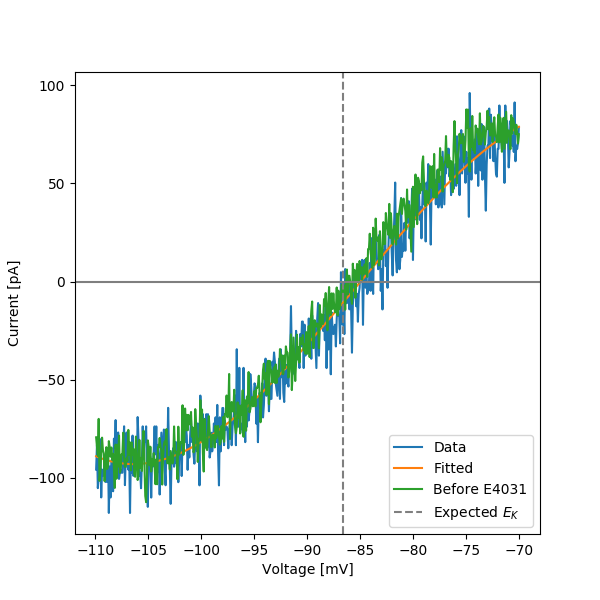 100
50
0
−50
−100
Current [pA]
−110 −105 −100 −95 −90 −85 −80 −75 −70
Voltage [mV]
Data
Fitted
Before E4031
Expected E_K